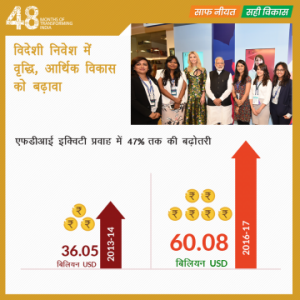 48 MONTHS OF
TRANSFORMING
INDIA
साफ नीयत सही विकास
विदेशी निवेश में
वृद्धि, आर्थिक विकास
को बढ़ावा
एफडीआई इक्विटी प्रवाह में 47% तक की बढ़ोतरी
36.05
बिलियन USD
2013-14
60.08
बिलियन USD
2016-17